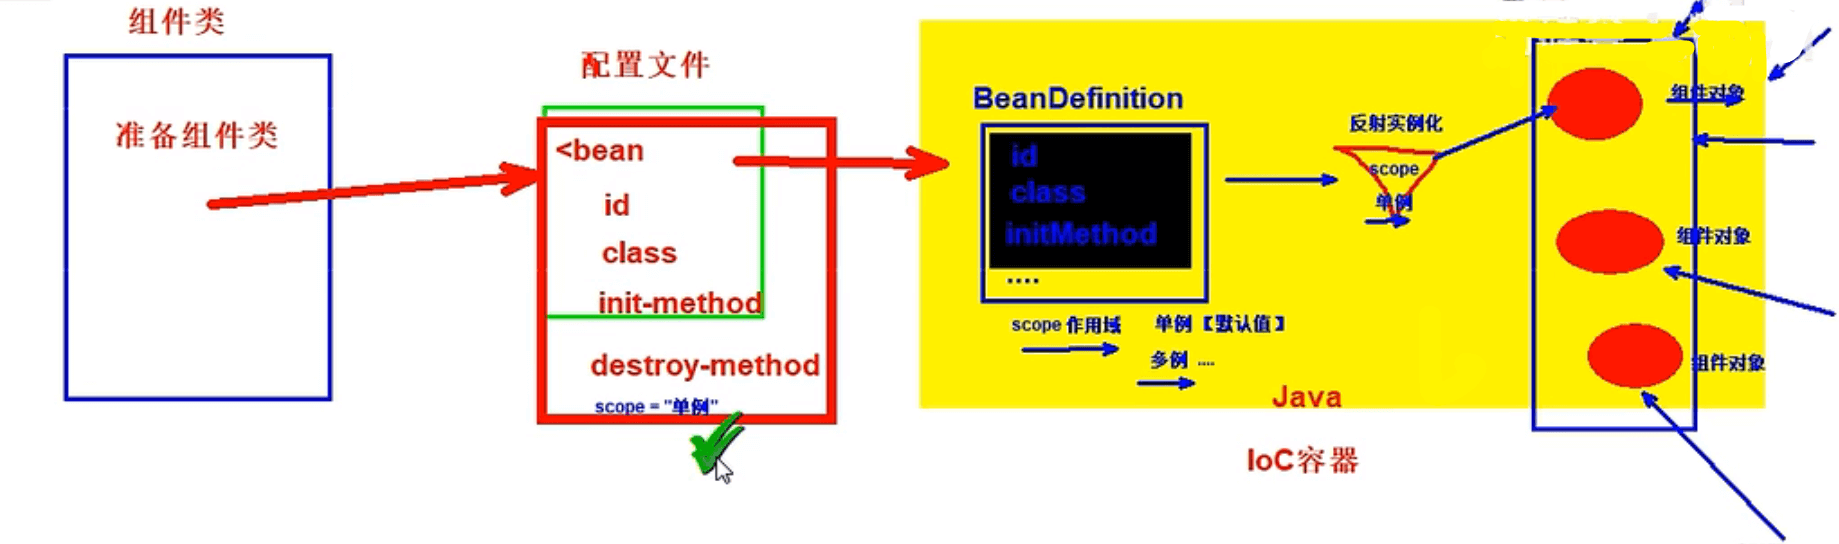 组件类
准备组件类
配置文件
<bean
id
class
init-method
destroy-method
scope = "单例"
BeanDefinition
id
class
initMethod
....
scope 作用域 单例【默认值】
多例 ....
反射实例化
scope
单例
组件对象
组件对象
组件对象
Java
IoC容器